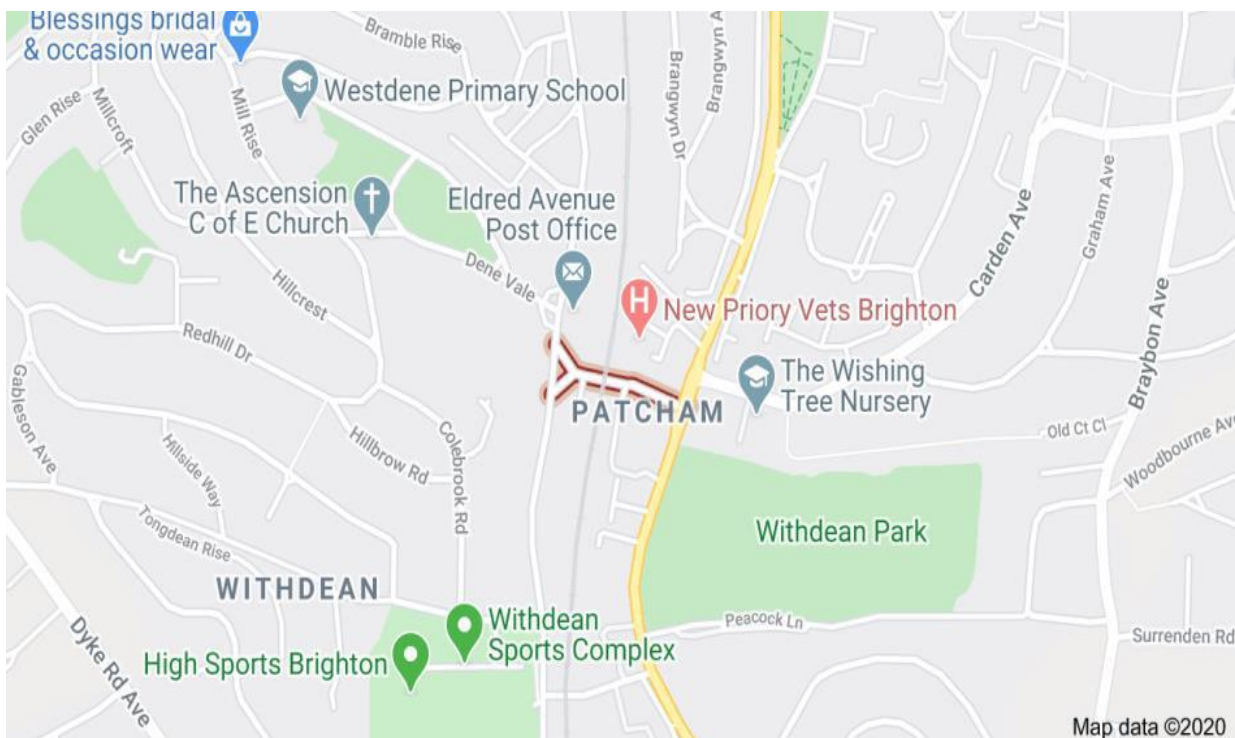 Blessings bridal
& occasion wear
Bramble Rise
Brangwyn Dr
Brangwyn A
Westdene Primary School
Glen Rise
Millcroft
Mill Rise
The Ascension
C of E Church
Eldred Avenue
Post Office
Dene Vale
Hillcrest
Carden Ave
Graham Ave
Braybon Ave
New Priory Vets Brighton
Redhill Dr
Gableson Ave
The Wishing
Tree Nursery
PATCHAM
Old Ct Cl
Woodbourne Ave
Hillbrow Rd
Colebrook Rd
Hillside Way
Tongdean Rise
Withdean Park
WITHDEAN
Withdean
Sports Complex
Peacock Ln
Surrenden Rd
High Sports Brighton
Dyke Rd Ave
Map data ©2020